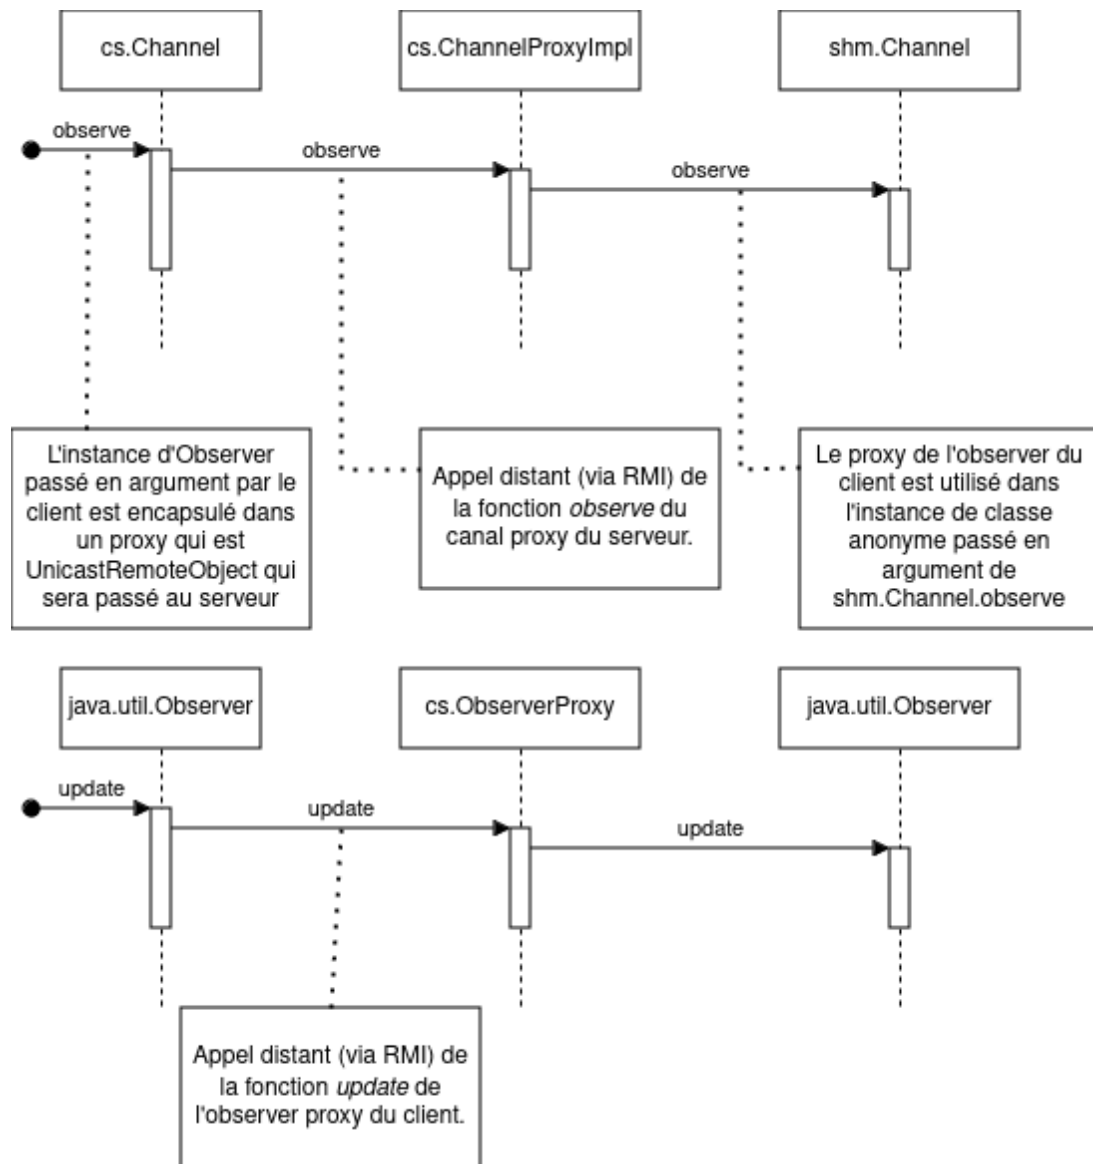 cs.Channel
cs.ChannelProxyImpl
shm.Channel
observe
observe
observe
L'instance d'Observer
passé en argument par le
client est encapsulé dans
un proxy qui est
UnicastRemoteObject qui
sera passé au serveur
Appel distant (via RMI) de
la fonction observe du
canal proxy du serveur.
Le proxy de l'observer du
client est utilisé dans
l'instance de classe
anonyme passé en
argument de
shm.Channel.observe
java.util.Observer
cs.ObserverProxy
java.util.Observer
update
update
update
Appel distant (via RMI) de
la fonction update de
l'observer proxy du client.